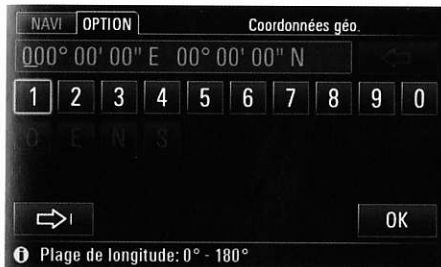 NAVI OPTION Coordonnées géo.
000° 00' 00" E 00° 00' 00" N
1 2 3 4 5 6 7 8 9 0
O E N S
OK
Plage de longitude: 0° - 180°